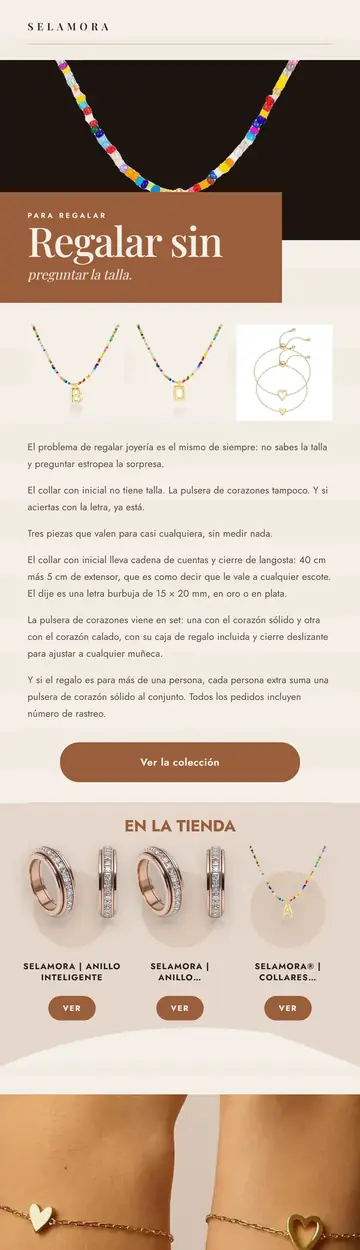 SELAMORA
PARA REGALAR
Regalar sin
preguntar la talla.
B
D
El problema de regalar joyería es el mismo de siempre: no sabes la talla
y preguntar estropea la sorpresa.
El collar con inicial no tiene talla. La pulsera de corazones tampoco. Y si
aciertas con la letra, ya está.
Tres piezas que valen para casi cualquiera, sin medir nada.
El collar con inicial lleva cadena de cuentas y cierre de langosta: 40 cm
más 5 cm de extensor, que es como decir que le vale a cualquier escote.
El dije es una letra burbuja de 15 × 20 mm, en oro o en plata.
La pulsera de corazones viene en set: una con el corazón sólido y otra
con el corazón calado, con su caja de regalo incluida y cierre deslizante
para ajustar a cualquier muñeca.
Y si el regalo es para más de una persona, cada persona extra suma una
pulsera de corazón sólido al conjunto. Todos los pedidos incluyen
número de rastreo.
Ver la colección
EN LA TIENDA
A
SELAMORA | ANILLO
INTELIGENTE
SELAMORA |
ANILLO...
SELAMORA® |
COLLARES...
VER
VER
VER